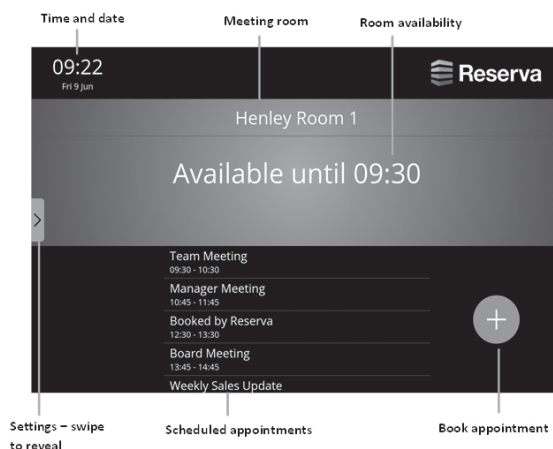 Time and date
Meeting room
Room availability
09:22
Fri 9 Jun
Reserva
Henley Room 1
Available until 09:30
Team Meeting
09:30 - 10:30
Manager Meeting
10:45 - 11:45
Booked by Reserva
12:30 - 13:30
Board Meeting
13:45 - 14:45
Weekly Sales Update
Settings – swipe
to reveal
Scheduled appointments
Book appointment